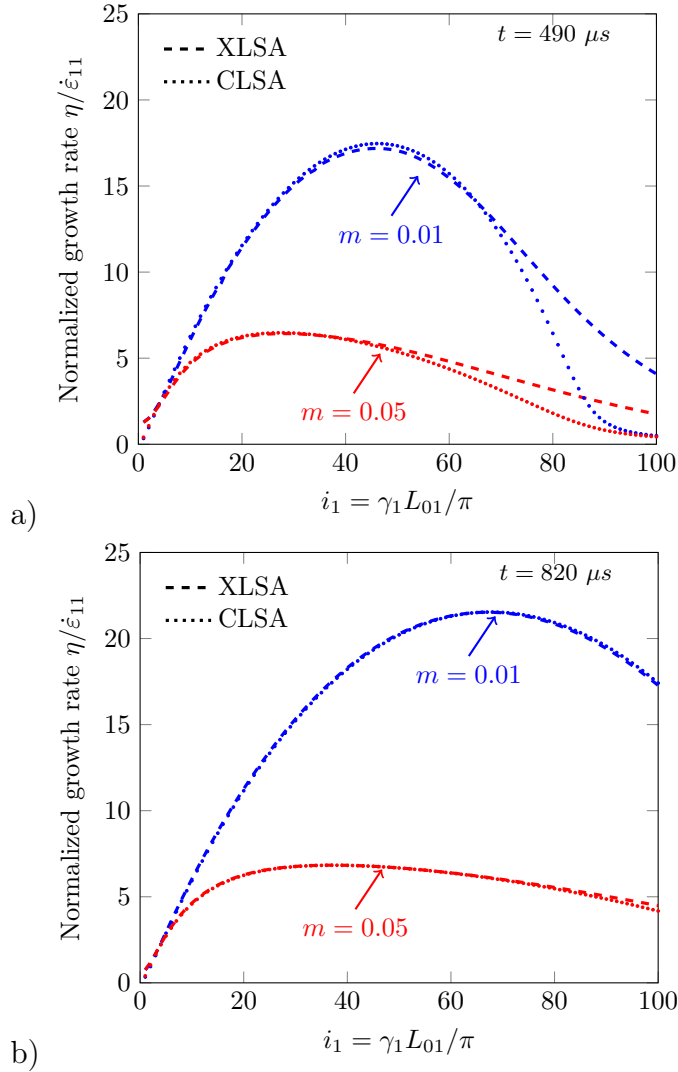 t = 490 μs
XLSA
CLSA
Normalized growth rate η/ε̇₁₁
25
20
15
10
5
0
m = 0.01
m = 0.05
0 20 40 60 80 100
i₁ = γ₁L₀₁/π
a)
t = 820 μs
XLSA
CLSA
Normalized growth rate η/ε̇₁₁
25
20
15
10
5
0
m = 0.01
m = 0.05
0 20 40 60 80 100
i₁ = γ₁L₀₁/π
b)